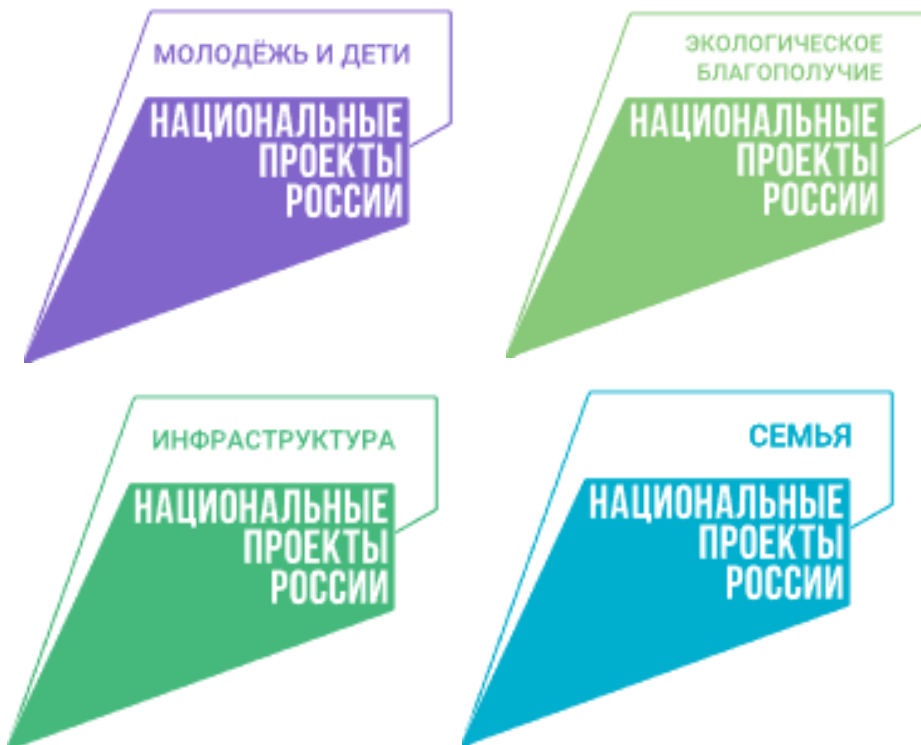 МОЛОДЁЖЬ И ДЕТИ
НАЦИОНАЛЬНЫЕ
ПРОЕКТЫ
РОССИИ
ЭКОЛОГИЧЕСКОЕ
БЛАГОПОЛУЧИЕ
НАЦИОНАЛЬНЫЕ
ПРОЕКТЫ
РОССИИ
ИНФРАСТРУКТУРА
НАЦИОНАЛЬНЫЕ
ПРОЕКТЫ
РОССИИ
СЕМЬЯ
НАЦИОНАЛЬНЫЕ
ПРОЕКТЫ
РОССИИ